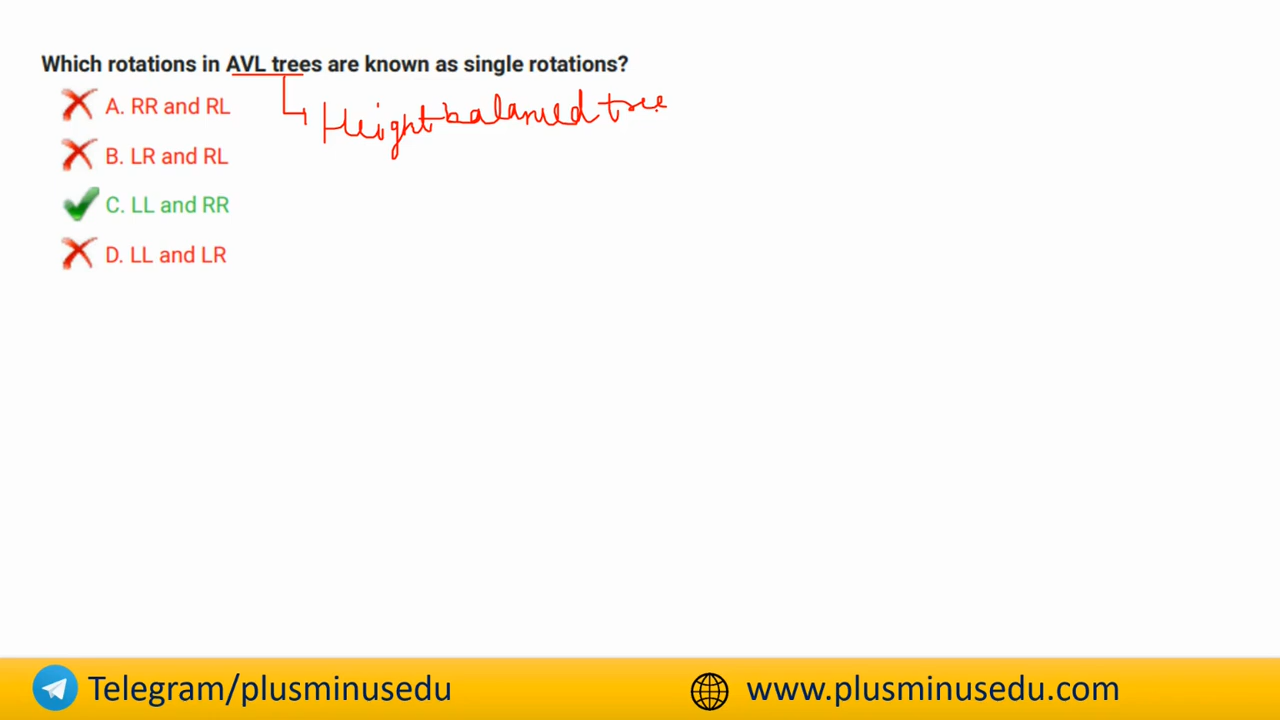 Which rotations in AVL trees are known as single rotations?
A. RR and RL
Height balanced tree
B. LR and RL
C. LL and RR
D. LL and LR
Telegram/plusminusedu
www.plusminusedu.com